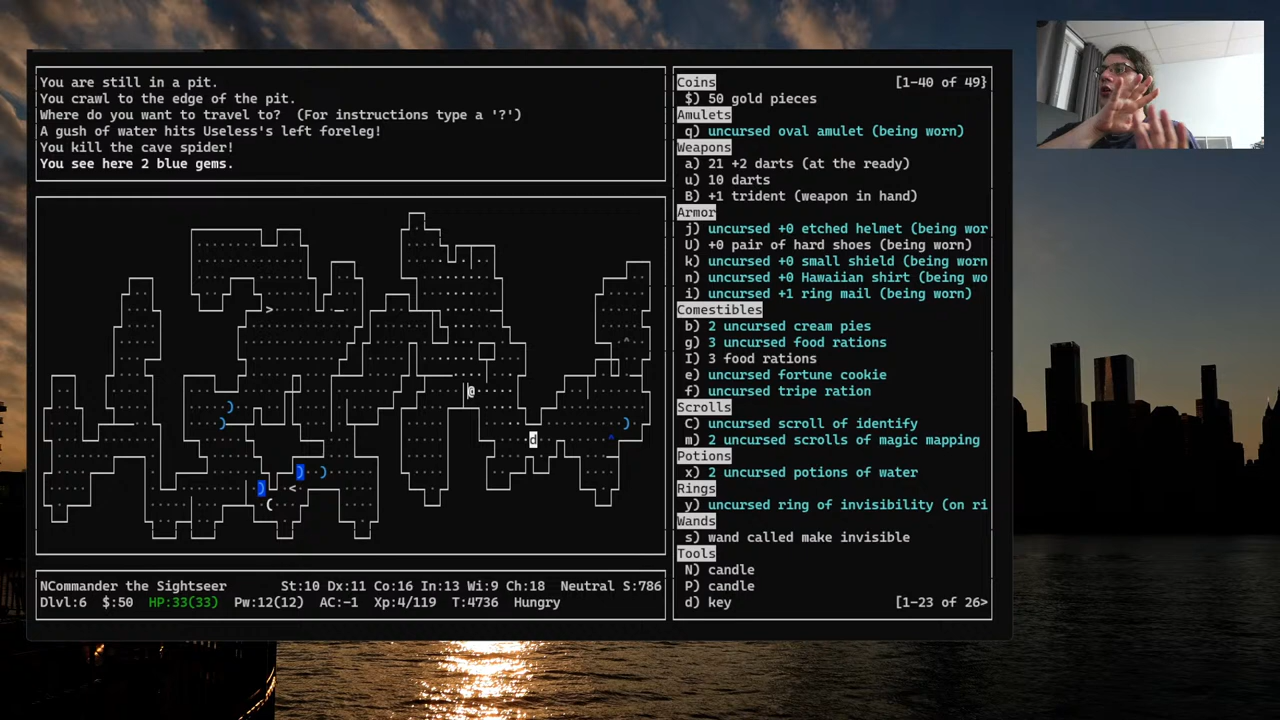 You are still in a pit.
You crawl to the edge of the pit.
Where do you want to travel to?  (For instructions type a '?')
A gush of water hits Useless's left foreleg!
You kill the cave spider!
You see here 2 blue gems.
NCommander the Sightseer St:10 Dx:11 Co:16 In:13 Wi:9 Ch:18 Neutral S:786
Dlvl:6 $:50 HP:33(33) Pw:12(12) AC:-1 Xp:4/119 T:4736 Hungry
Coins [1-40 of 49}
$) 50 gold pieces
Amulets
q) uncursed oval amulet (being worn)
Weapons
a) 21 +2 darts (at the ready)
u) 10 darts
B) +1 trident (weapon in hand)
Armor
j) uncursed +0 etched helmet (being wor
U) +0 pair of hard shoes (being worn)
k) uncursed +0 small shield (being worn
n) uncursed +0 Hawaiian shirt (being wo
i) uncursed +1 ring mail (being worn)
Comestibles
b) 2 uncursed cream pies
g) 3 uncursed food rations
I) 3 food rations
e) uncursed fortune cookie
f) uncursed tripe ration
Scrolls
C) uncursed scroll of identify
m) 2 uncursed scrolls of magic mapping
Potions
x) 2 uncursed potions of water
Rings
y) uncursed ring of invisibility (on ri
Wands
s) wand called make invisible
Tools
N) candle
P) candle
d) key [1-23 of 26>